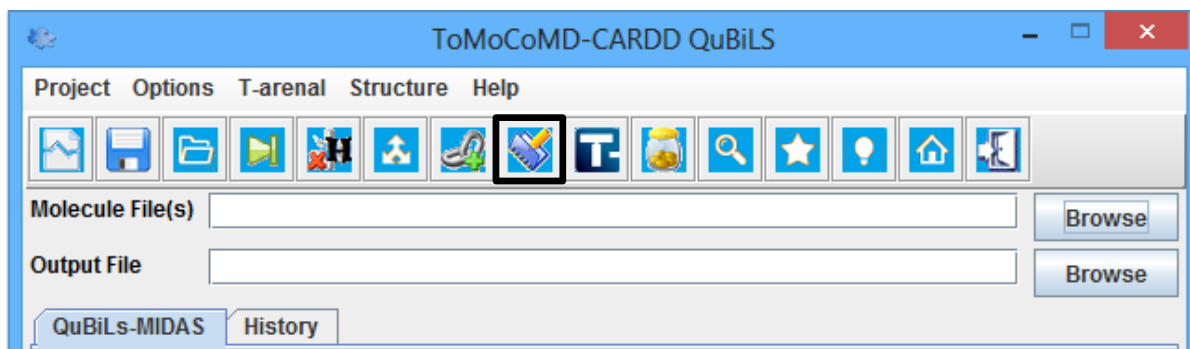 ToMoCoMD-CARDD QuBiLS
Project Options T-arenal Structure Help
H T-
Molecule File(s) Browse
Output File Browse
QuBiLs-MIDAS History